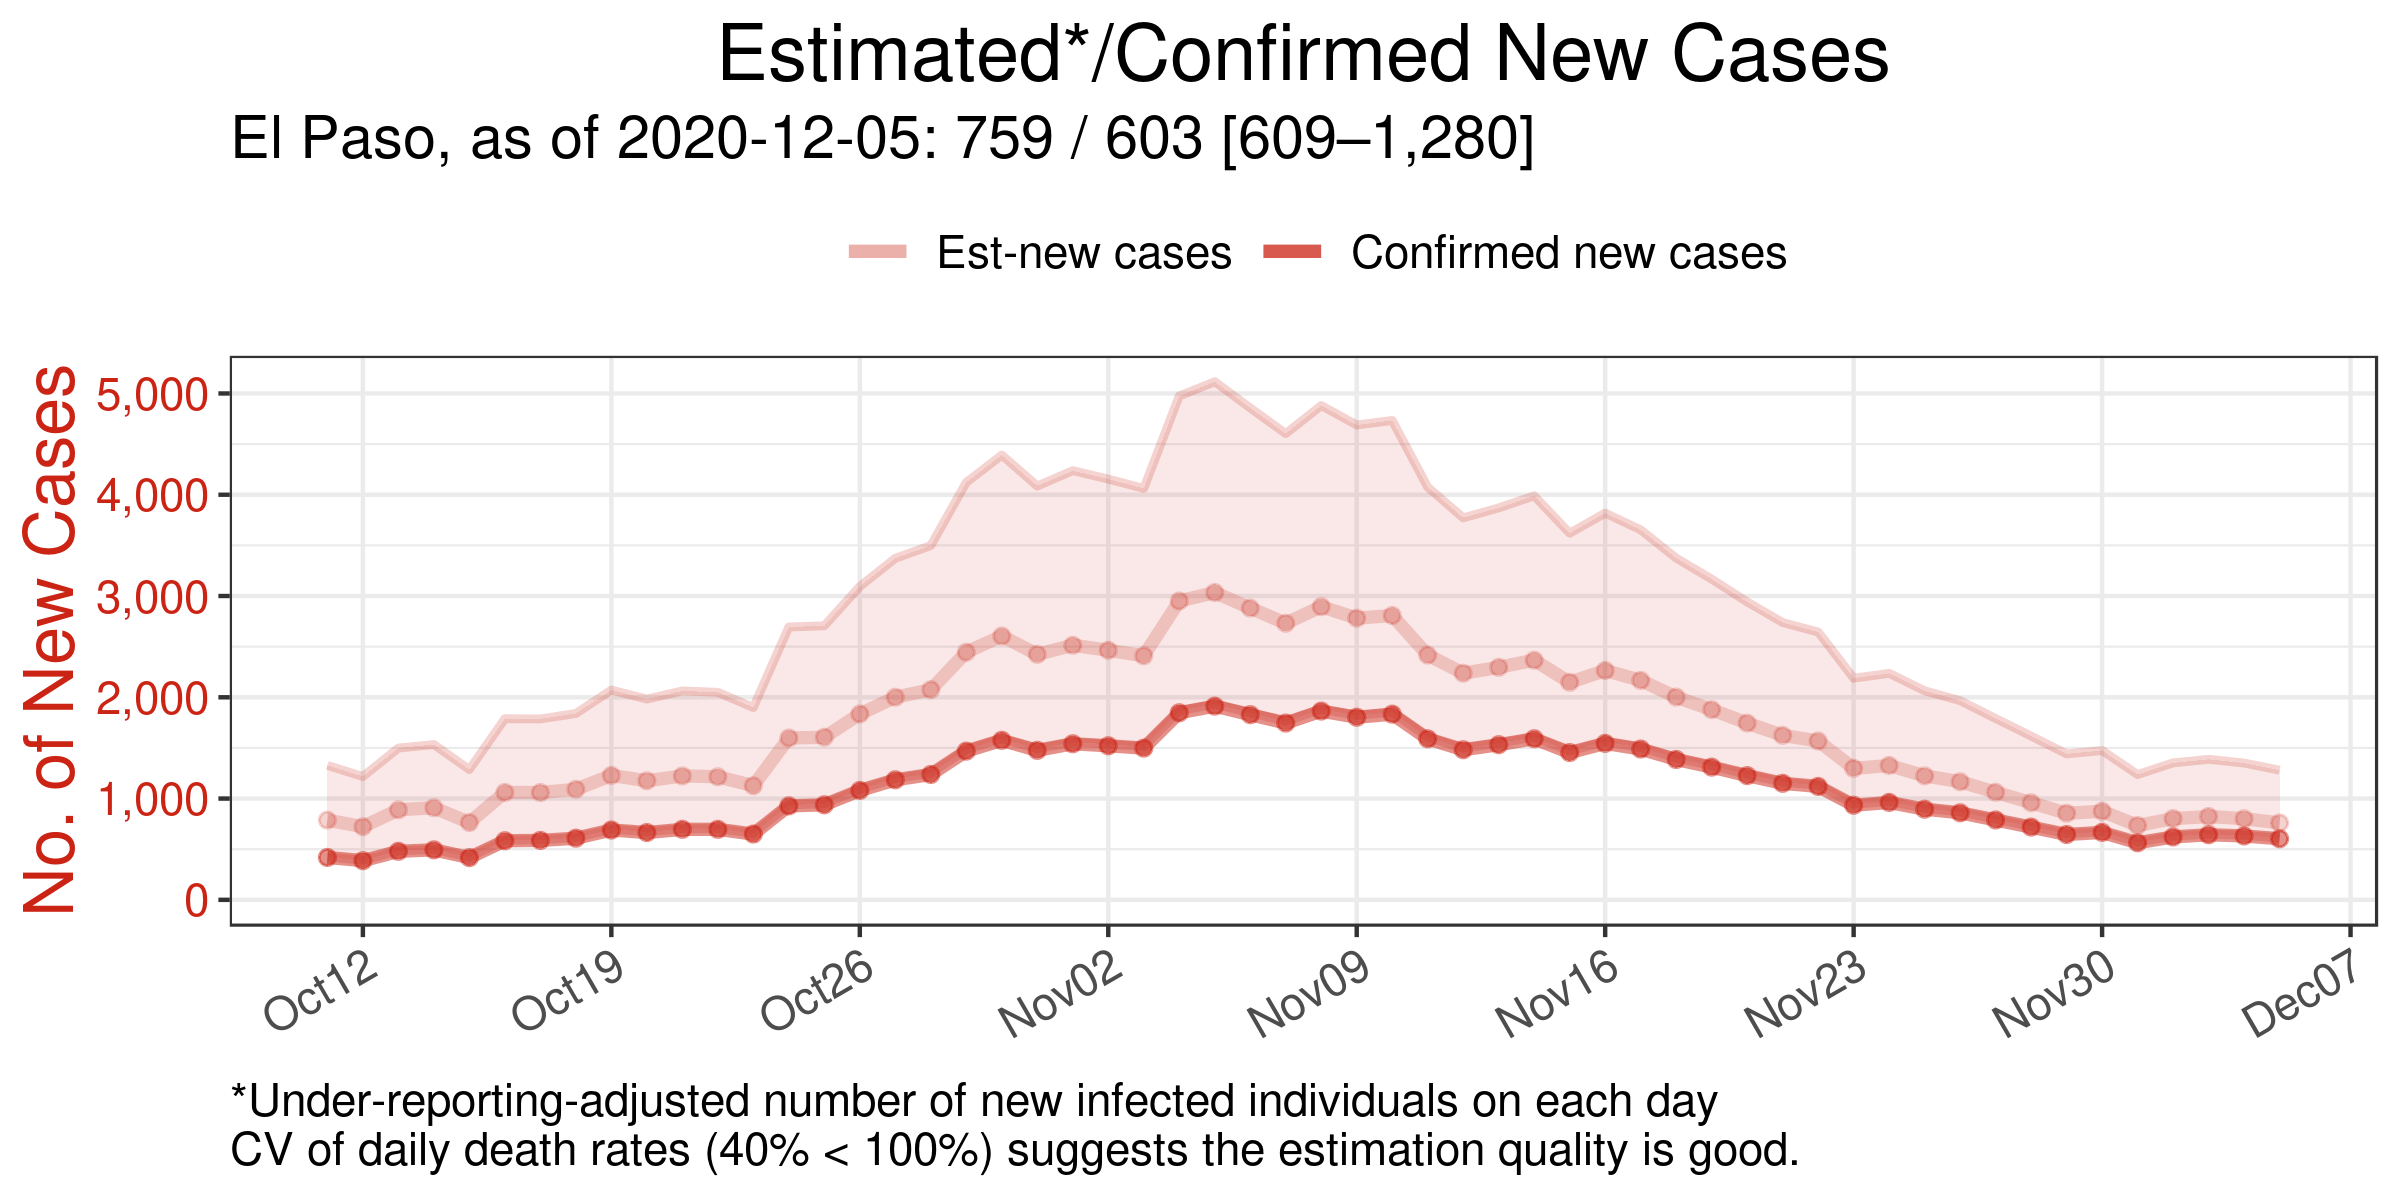 Estimated*/Confirmed New Cases
El Paso, as of 2020-12-05: 759 / 603 [609–1,280]
Est-new cases
Confirmed new cases
No. of New Cases
5,000
4,000
3,000
2,000
1,000
0
Oct12
Oct19
Oct26
Nov02
Nov09
Nov16
Nov23
Nov30
Dec07
*Under-reporting-adjusted number of new infected individuals on each day
CV of daily death rates (40% < 100%) suggests the estimation quality is good.